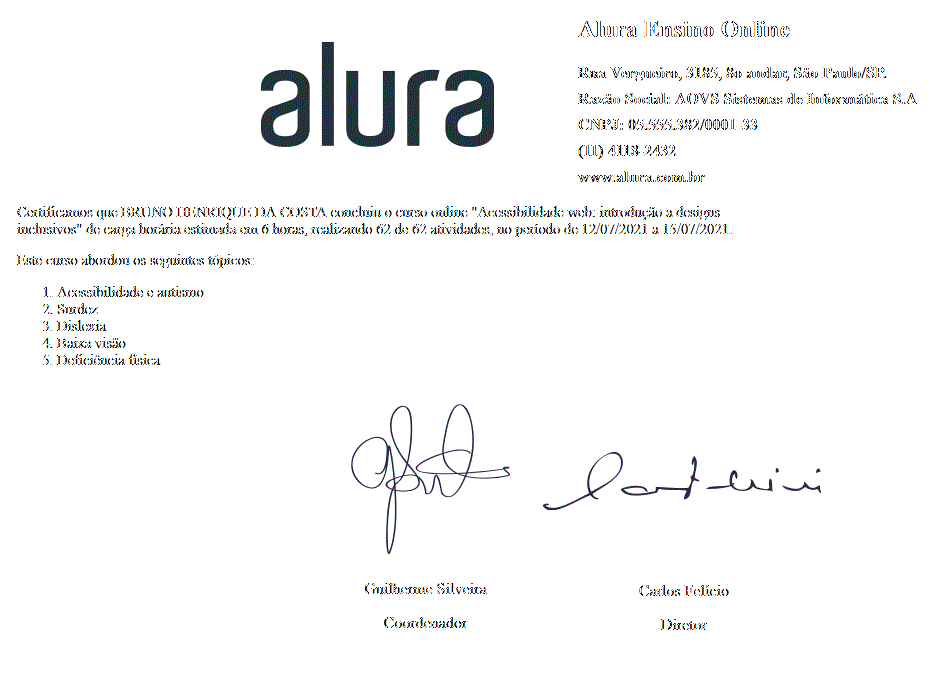 alura
Alura Ensino Online
Rua Vergueiro, 3185, 8o andar, São Paulo/SP.
Razão Social: AOVS Sistemas de Informática S.A
CNPJ: 05.555.382/0001-33
(11) 4118-2432
www.alura.com.br
Certificamos que BRUNO HENRIQUE DA COSTA concluiu o curso online "Acessibilidade web: introdução a designs
inclusivos" de carga horária estimada em 6 horas, realizando 62 de 62 atividades, no período de 12/07/2021 a 15/07/2021.
Este curso abordou os seguintes tópicos:
1. Acessibilidade e autismo
2. Surdez
3. Dislexia
4. Baixa visão
5. Deficiência física
Guilherme Silveira
Carlos Felício
Coordenador
Diretor